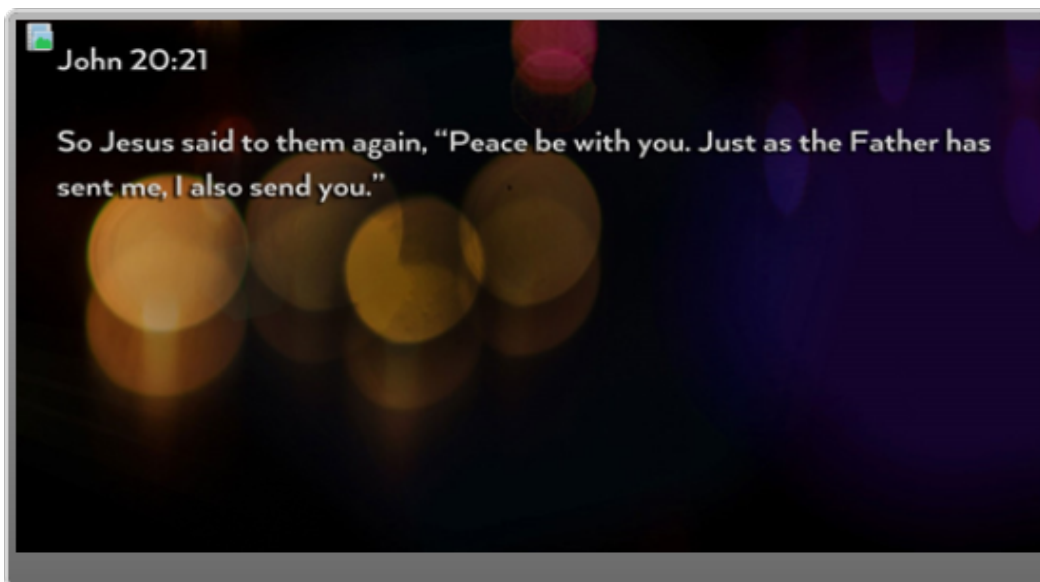 John 20:21
So Jesus said to them again, “Peace be with you. Just as the Father has
sent me, I also send you.”